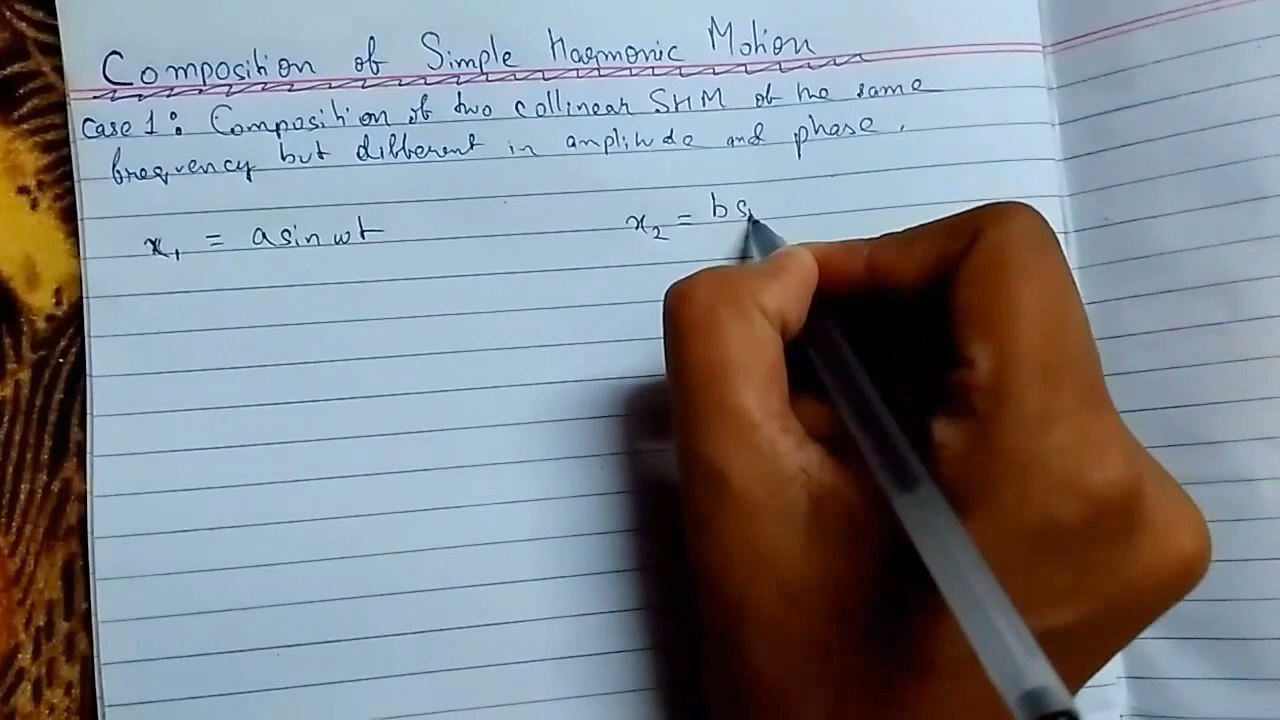 Composition of Simple Harmonic Motion
Case 1: Composition of two collinear SHM of the same
frequency but different in amplitude and phase.
x₁ = a sin ωt x₂ = b s